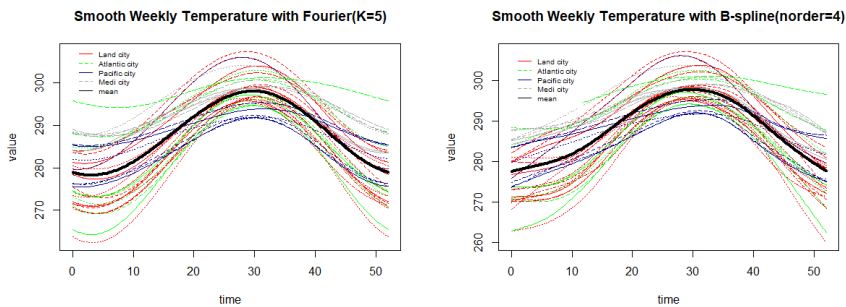 Smooth Weekly Temperature with Fourier(K=5)
value
300
290
280
270
Land city
Atlantic city
Pacific city
Medi city
mean
0 10 20 30 40 50
time
Smooth Weekly Temperature with B-spline(norder=4)
value
300
290
280
270
260
Land city
Atlantic city
Pacific city
Medi city
mean
0 10 20 30 40 50
time